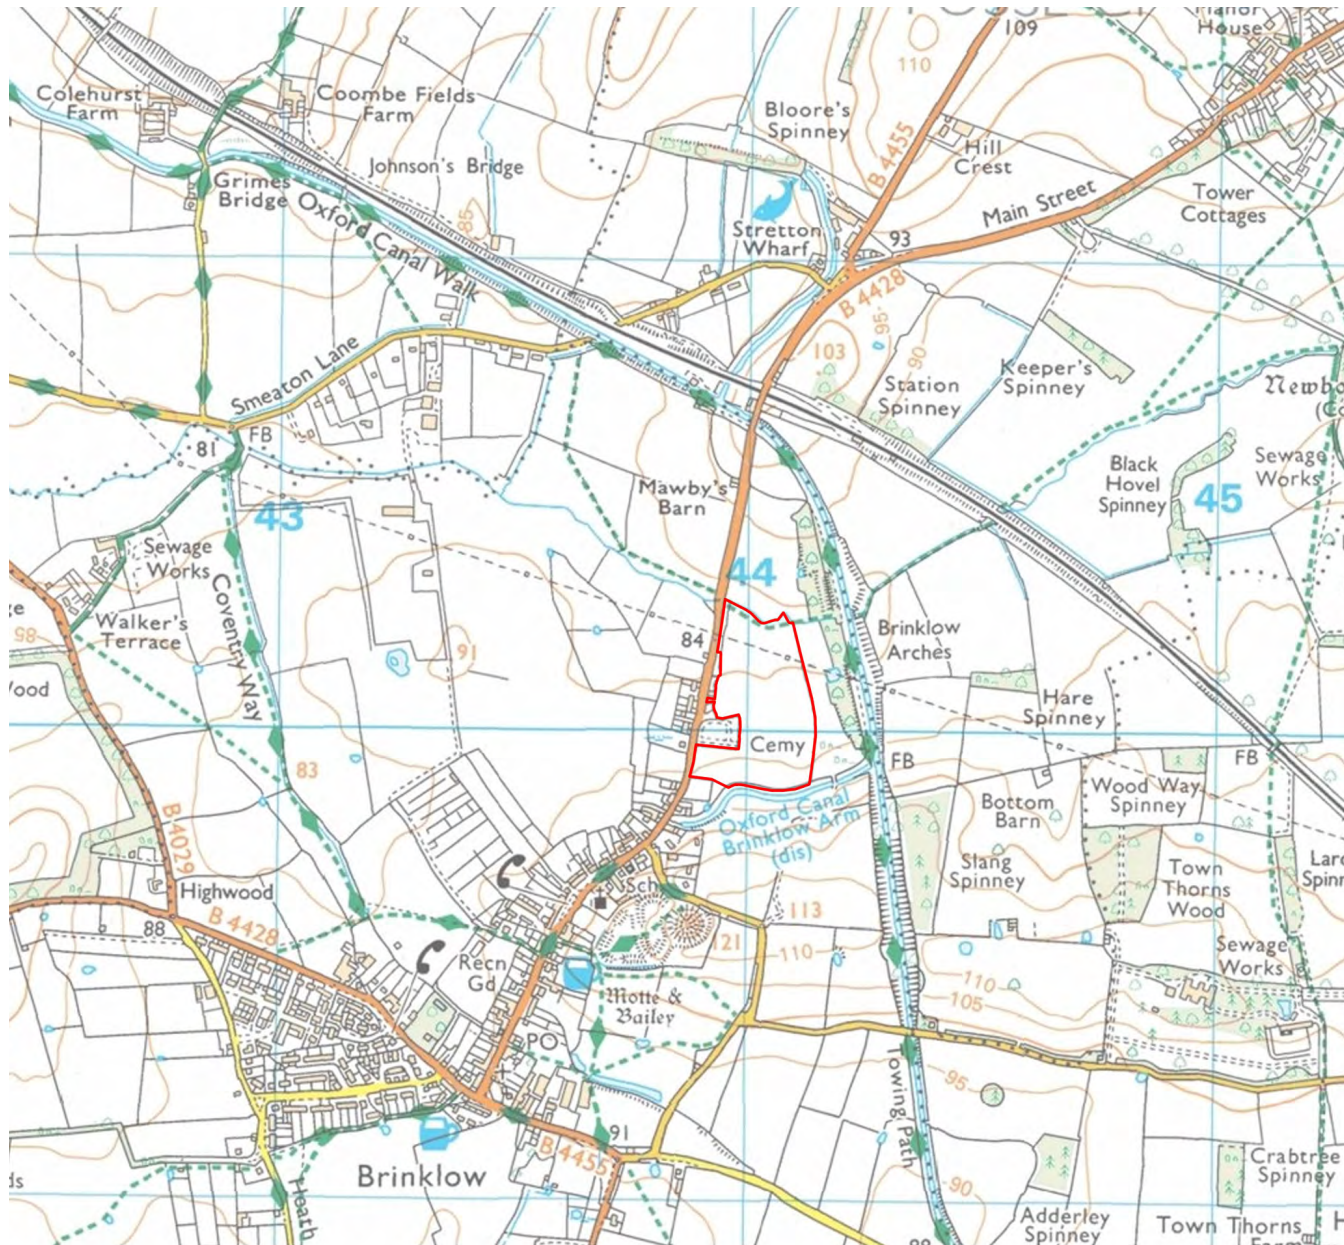 109
Manor
House
110
Colehurst
Farm
Coombe Fields
Farm
Bloore's
Spinney
B 4455
Hill
Crest
Johnson's Bridge
Grimes
Bridge
Oxford Canal Walk
85
Stretton
Wharf
93
Main Street
Tower
Cottages
B 4428
95
103
90
Keeper's
Spinney
Station
Spinney
Smeaton Lane
FB
81
43
Mawby's
Barn
Black
Hovel
Spinney
Sewage
Works
45
Sewage
Works
Coventry Way
44
Walker's
Terrace
85
91
84
Brinklow
Arches
Hare
Spinney
Cemy
FB
FB
83
B4029
Oxford Canal
Brinklow Arm
(dis)
Bottom
Barn
Wood Way
Spinney
Slang
Spinney
Town
Thorns
Wood
Highwood
88
B 4428
Sch
113
121
110
110
105
Sewage
Works
Recn
Gd
Motte &
Bailey
PO
Towing Path
95
91
B 4455
Brinklow
Heath
90
Crabtree
Spinney
Adderley
Spinney
Town Thorns